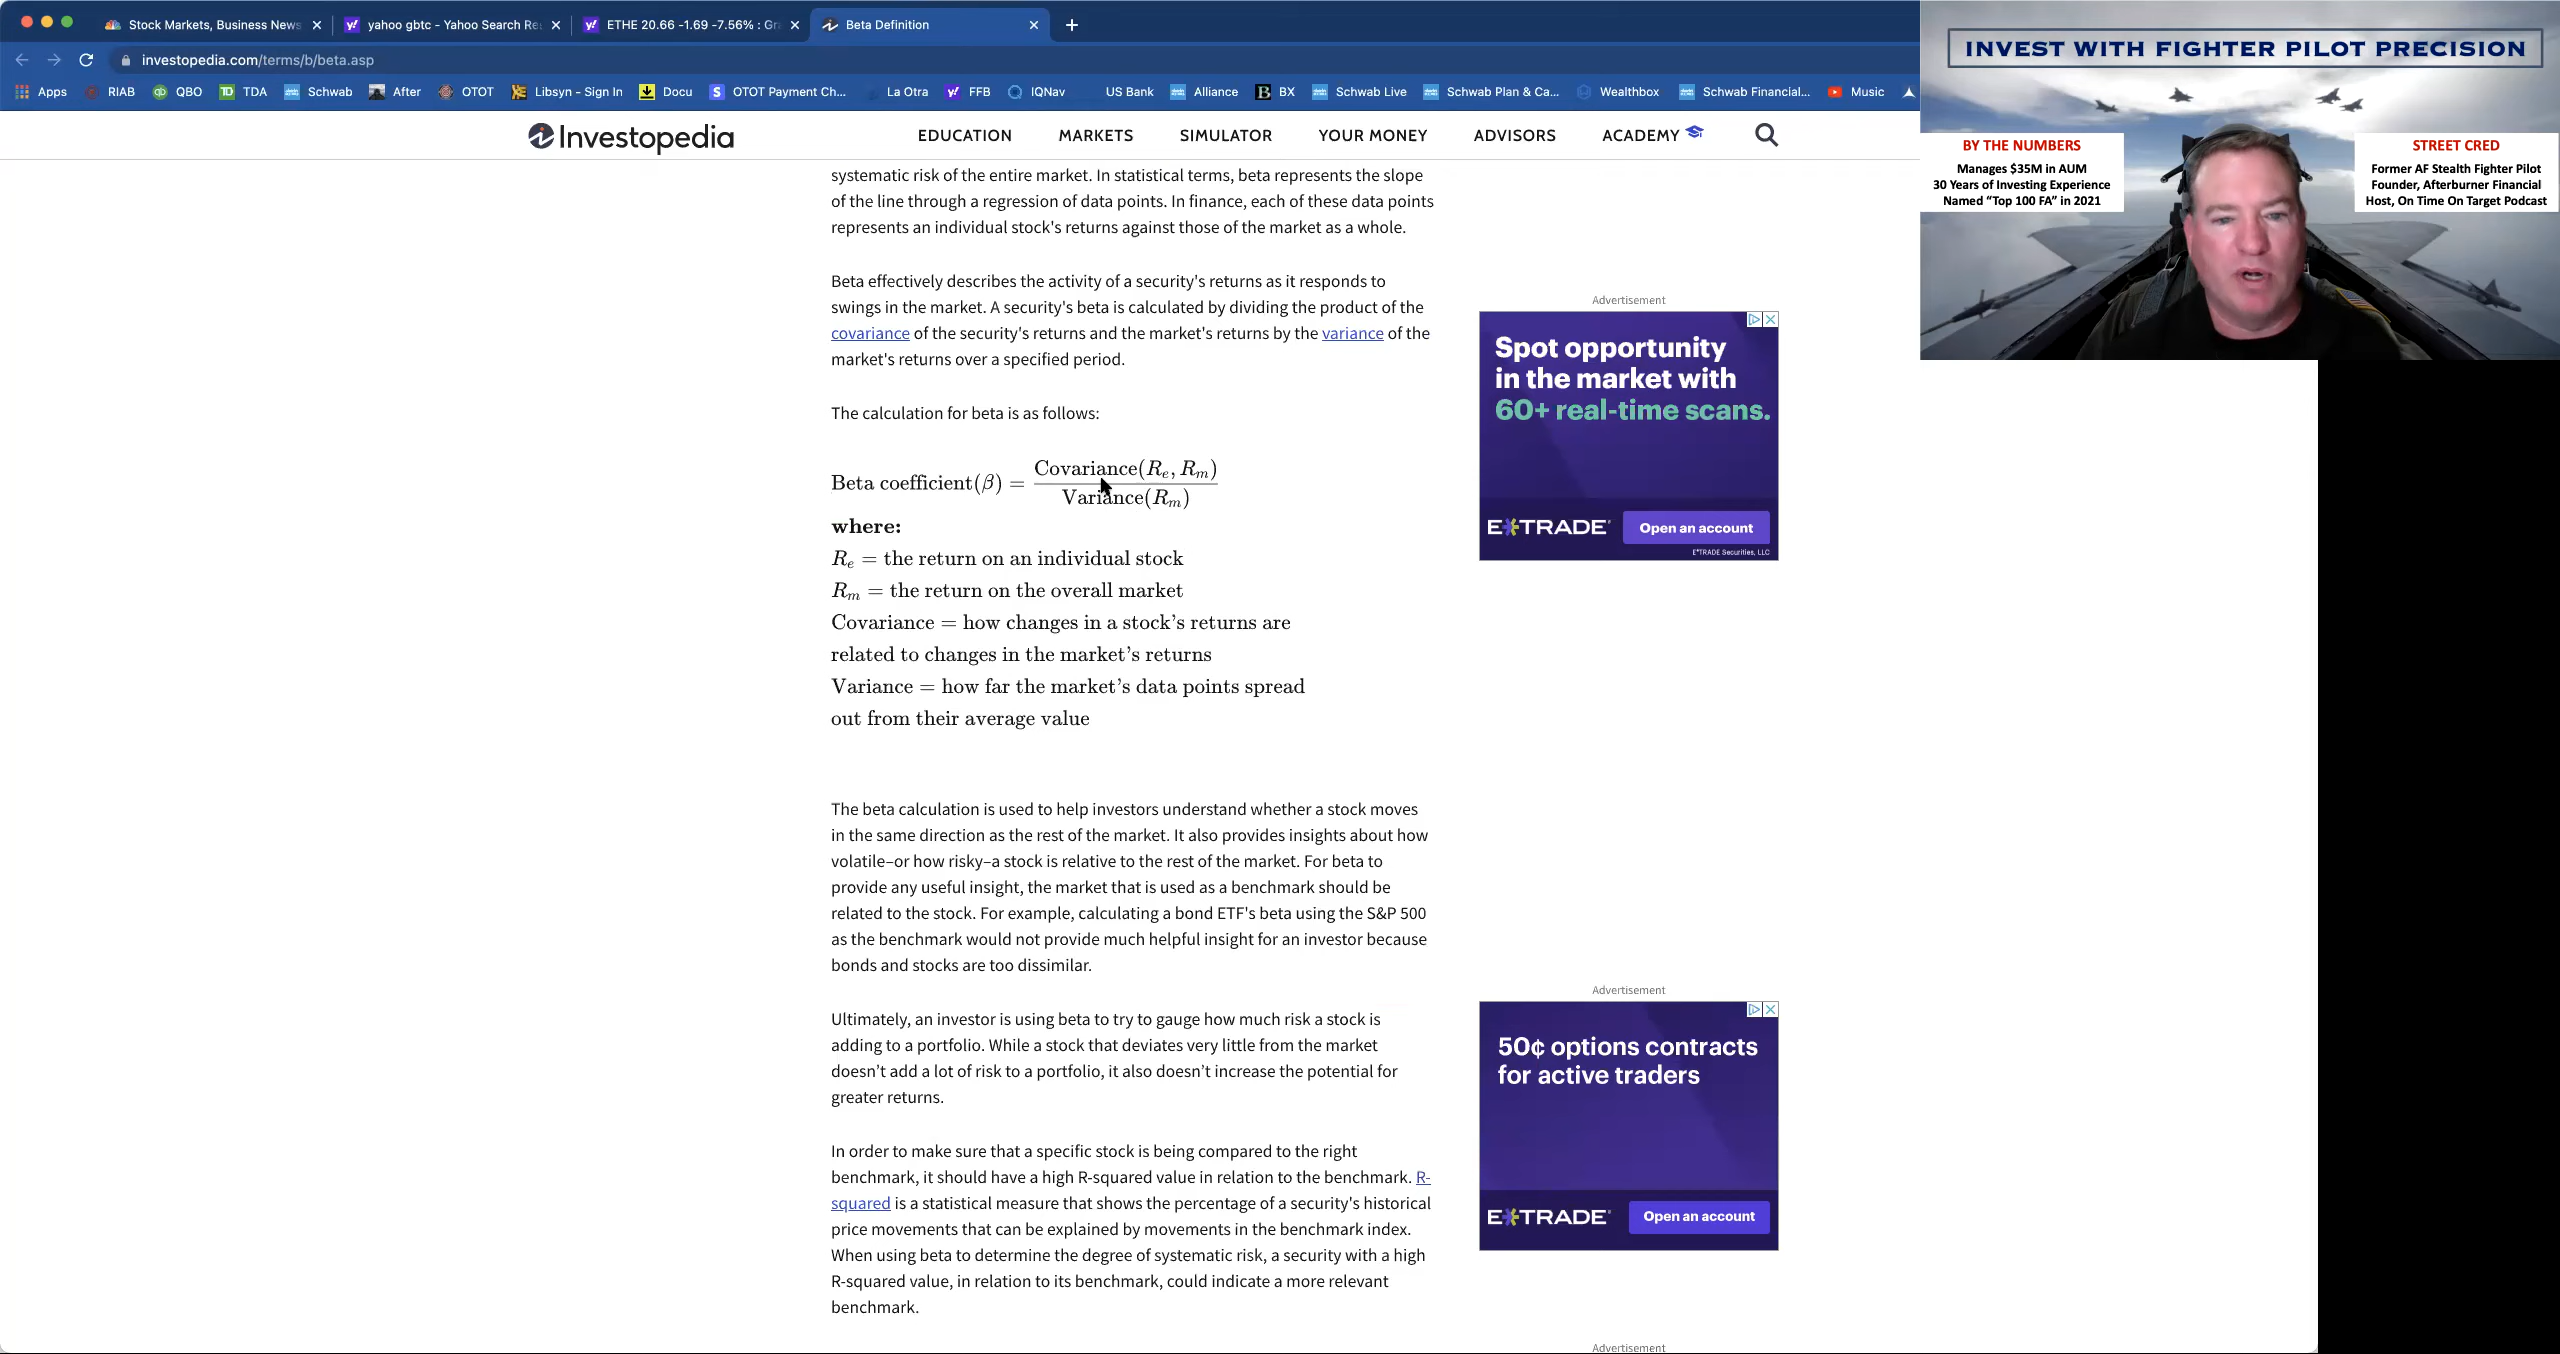 Stock Markets, Business News
yahoo gbtc - Yahoo Search Re
ETHE 20.66 -1.69 -7.56% : Gr
Beta Definition
investopedia.com/terms/b/beta.asp
Apps RIAB QBO TDA Schwab After OTOT Libsyn - Sign In Docu OTOT Payment Ch... La Otra FFB IQNav US Bank Alliance BX Schwab Live Schwab Plan & Ca... Wealthbox Schwab Financial... Music
INVEST WITH FIGHTER PILOT PRECISION
BY THE NUMBERS
Manages $35M in AUM
30 Years of Investing Experience
Named "Top 100 FA" in 2021
STREET CRED
Former AF Stealth Fighter Pilot
Founder, Afterburner Financial
Host, On Time On Target Podcast
Investopedia
EDUCATION MARKETS SIMULATOR YOUR MONEY ADVISORS ACADEMY
systematic risk of the entire market. In statistical terms, beta represents the slope
of the line through a regression of data points. In finance, each of these data points
represents an individual stock's returns against those of the market as a whole.
Beta effectively describes the activity of a security's returns as it responds to
swings in the market. A security's beta is calculated by dividing the product of the
covariance of the security's returns and the market's returns by the variance of the
market's returns over a specified period.
The calculation for beta is as follows:
Beta coefficient(β) = Covariance(Re, Rm)
Variance(Rm)
where:
Re = the return on an individual stock
Rm = the return on the overall market
Covariance = how changes in a stock's returns are
related to changes in the market's returns
Variance = how far the market's data points spread
out from their average value
The beta calculation is used to help investors understand whether a stock moves
in the same direction as the rest of the market. It also provides insights about how
volatile–or how risky–a stock is relative to the rest of the market. For beta to
provide any useful insight, the market that is used as a benchmark should be
related to the stock. For example, calculating a bond ETF's beta using the S&P 500
as the benchmark would not provide much helpful insight for an investor because
bonds and stocks are too dissimilar.
Ultimately, an investor is using beta to try to gauge how much risk a stock is
adding to a portfolio. While a stock that deviates very little from the market
doesn't add a lot of risk to a portfolio, it also doesn't increase the potential for
greater returns.
In order to make sure that a specific stock is being compared to the right
benchmark, it should have a high R-squared value in relation to the benchmark. R-
squared is a statistical measure that shows the percentage of a security's historical
price movements that can be explained by movements in the benchmark index.
When using beta to determine the degree of systematic risk, a security with a high
R-squared value, in relation to its benchmark, could indicate a more relevant
benchmark.
Advertisement
Spot opportunity
in the market with
60+ real-time scans.
E*TRADE Open an account
E*TRADE Securities, LLC
Advertisement
50¢ options contracts
for active traders
E*TRADE Open an account
Advertisement